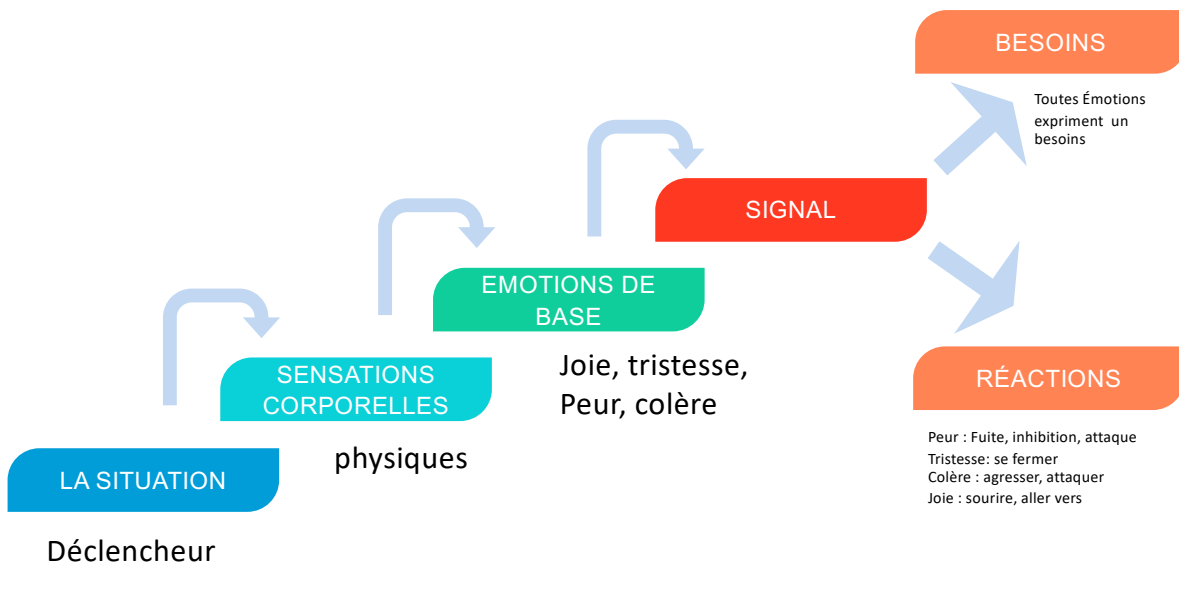 BESOINS
Toutes Émotions
expriment un
besoins
SIGNAL
EMOTIONS DE
BASE
Joie, tristesse,
Peur, colère
SENSATIONS
CORPORELLES
physiques
LA SITUATION
Déclencheur
RÉACTIONS
Peur : Fuite, inhibition, attaque
Tristesse: se fermer
Colère : agresser, attaquer
Joie : sourire, aller vers